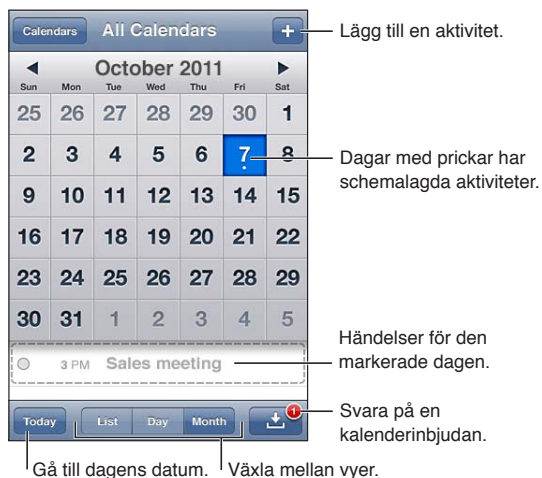 Calendars All Calendars +
Lägg till en aktivitet.
October 2011
Sun Mon Tue Wed Thu Fri Sat
25 26 27 28 29 30 1
2 3 4 5 6 7 8
Dagar med prickar har
schemalagda aktiviteter.
9 10 11 12 13 14 15
16 17 18 19 20 21 22
23 24 25 26 27 28 29
30 31 1 2 3 4 5
Händelser för den
markerade dagen.
3 PM Sales meeting
Today List Day Month 1
Svara på en
kalenderinbjudan.
Gå till dagens datum. Växla mellan vyer.